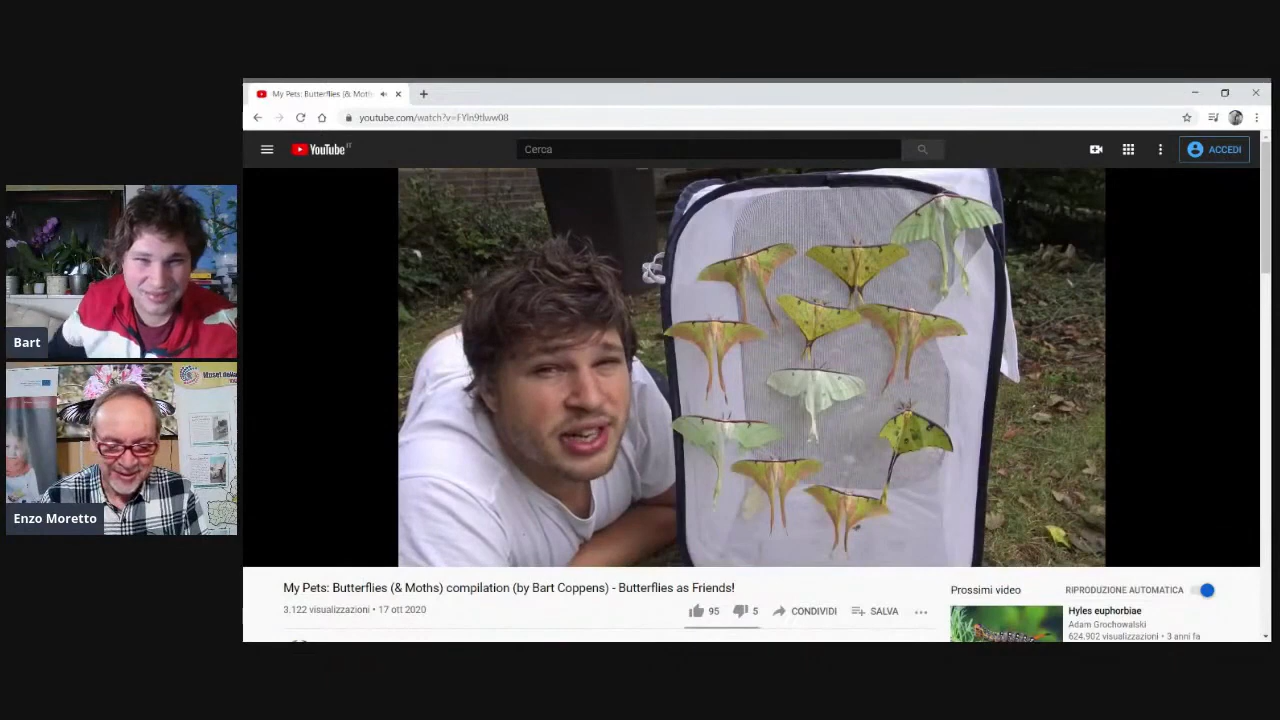 My Pets: Butterflies (& Moth
youtube.com/watch?v=FYln9tlww08
YouTube IT
Cerca
ACCEDI
Bart
Enzo Moretto
My Pets: Butterflies (& Moths) compilation (by Bart Coppens) - Butterflies as Friends!
3.122 visualizzazioni • 17 ott 2020
95
5
CONDIVIDI
SALVA
Prossimi video
RIPRODUZIONE AUTOMATICA
Hyles euphorbiae
Adam Grochowalski
624.902 visualizzazioni • 3 anni fa